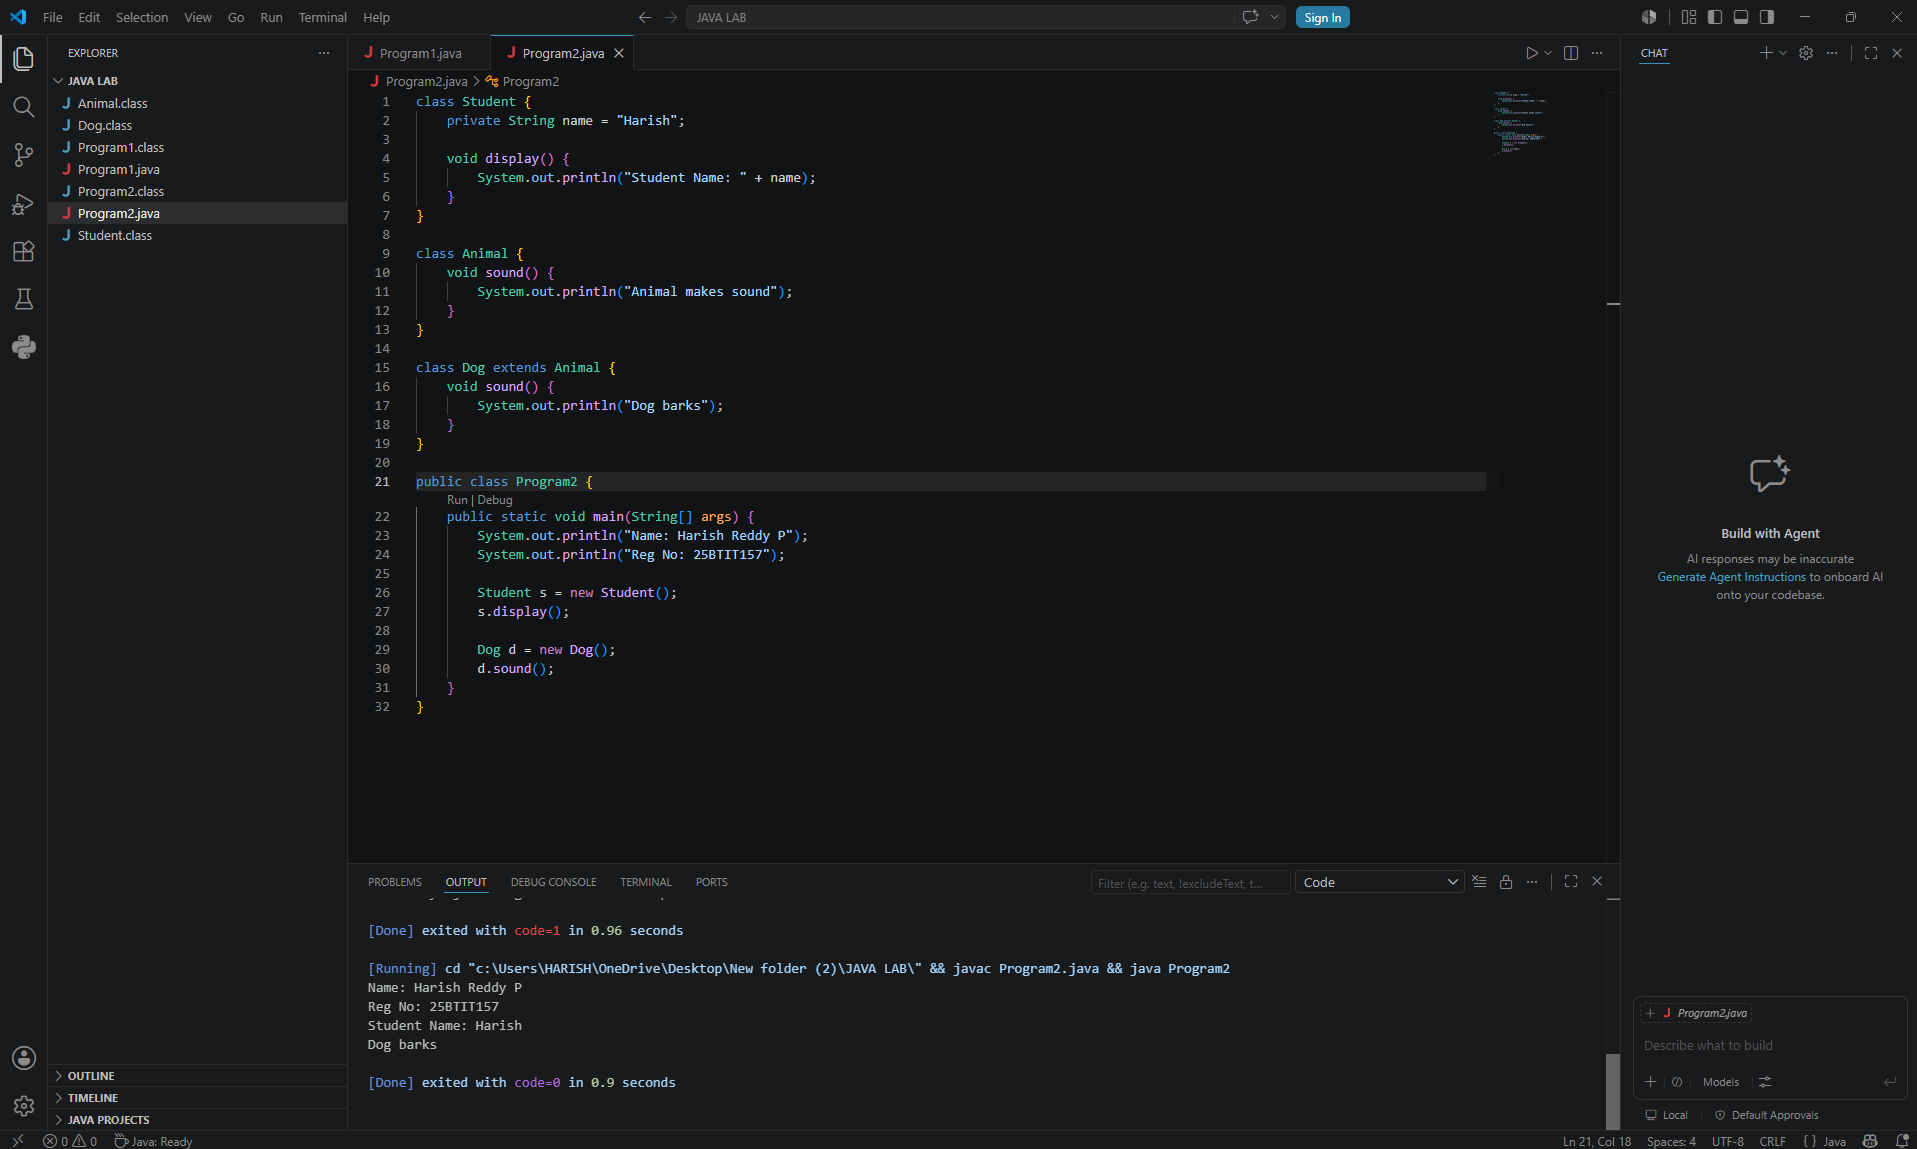 File Edit Selection View Go Run Terminal Help
JAVA LAB
Sign In
EXPLORER
JAVA LAB
Animal.class
Dog.class
Program1.class
Program1.java
Program2.class
Program2.java
Student.class
OUTLINE
TIMELINE
JAVA PROJECTS
Program1.java
Program2.java
Program2.java > Program2
1 class Student {
2 private String name = "Harish";
3
4 void display() {
5 System.out.println("Student Name: " + name);
6 }
7 }
8
9 class Animal {
10 void sound() {
11 System.out.println("Animal makes sound");
12 }
13 }
14
15 class Dog extends Animal {
16 void sound() {
17 System.out.println("Dog barks");
18 }
19 }
20
21 public class Program2 {
Run | Debug
22 public static void main(String[] args) {
23 System.out.println("Name: Harish Reddy P");
24 System.out.println("Reg No: 25BTIT157");
25
26 Student s = new Student();
27 s.display();
28
29 Dog d = new Dog();
30 d.sound();
31 }
32 }
PROBLEMS OUTPUT DEBUG CONSOLE TERMINAL PORTS
Filter (e.g. text, !excludeText, t...
Code
[Done] exited with code=1 in 0.96 seconds
[Running] cd "c:\Users\HARISH\OneDrive\Desktop\New folder (2)\JAVA LAB\" && javac Program2.java && java Program2
Name: Harish Reddy P
Reg No: 25BTIT157
Student Name: Harish
Dog barks
[Done] exited with code=0 in 0.9 seconds
CHAT
Build with Agent
AI responses may be inaccurate
Generate Agent Instructions to onboard AI
onto your codebase.
Program2.java
Describe what to build
Models
Local Default Approvals
0 0 Java: Ready
Ln 21, Col 18 Spaces: 4 UTF-8 CRLF { } Java